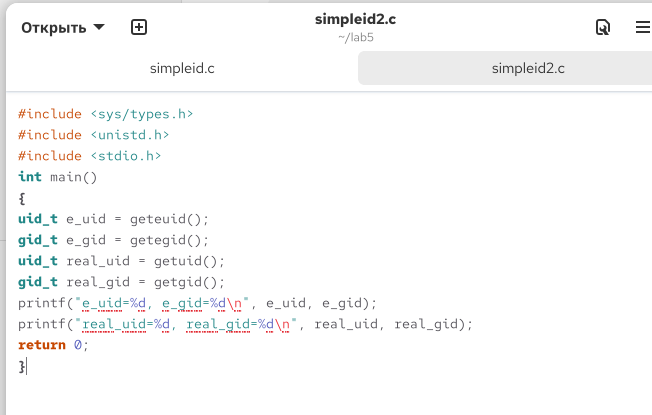 Открыть
simpleid2.c
~/lab5
simpleid.c
simpleid2.c
#include <sys/types.h>
#include <unistd.h>
#include <stdio.h>
int main()
{
uid_t e_uid = geteuid();
gid_t e_gid = getegid();
uid_t real_uid = getuid();
gid_t real_gid = getgid();
printf("e_uid=%d, e_gid=%d\n", e_uid, e_gid);
printf("real_uid=%d, real_gid=%d\n", real_uid, real_gid);
return 0;
}